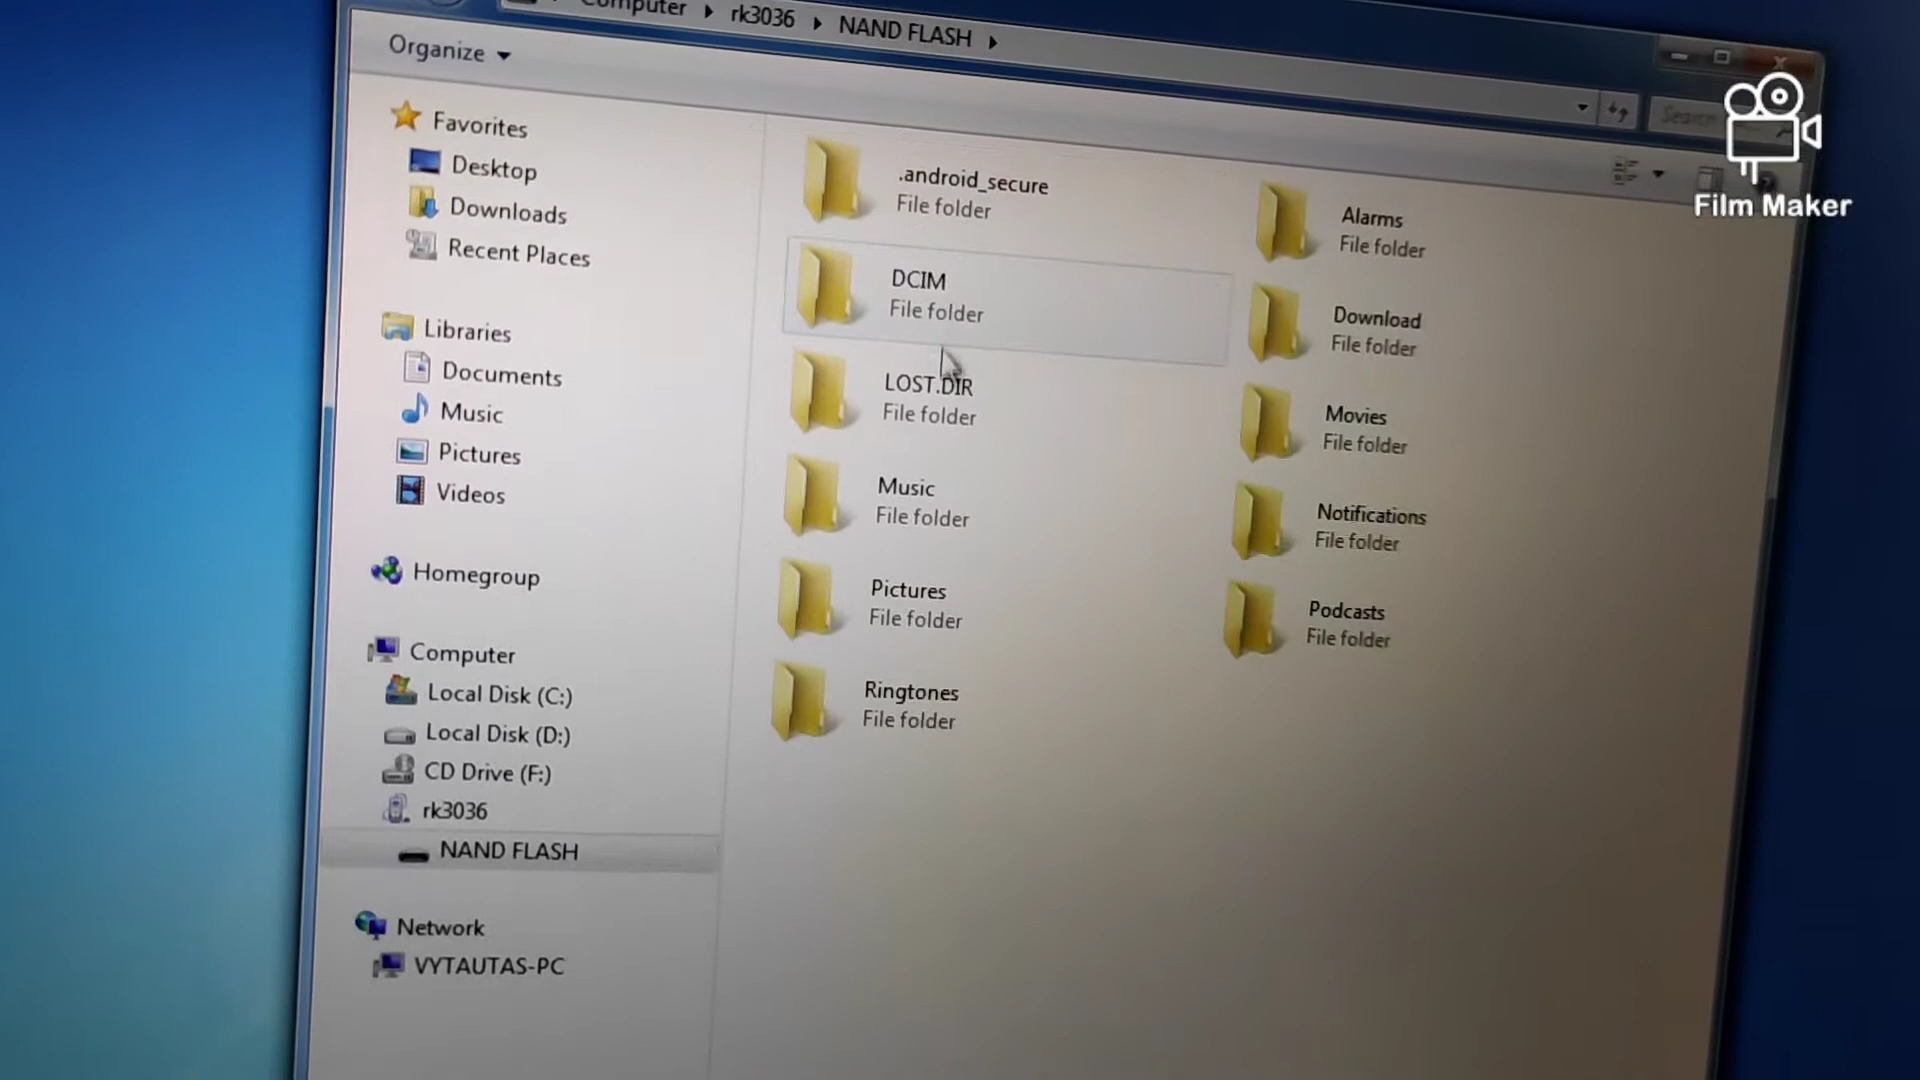 Computer ▸ rk3036 ▸ NAND FLASH ▸
Organize
Search
Film Maker
Favorites
Desktop
Downloads
Recent Places
Libraries
Documents
Music
Pictures
Videos
Homegroup
Computer
Local Disk (C:)
Local Disk (D:)
CD Drive (F:)
rk3036
NAND FLASH
Network
VYTAUTAS-PC
.android_secure
File folder
Alarms
File folder
DCIM
File folder
Download
File folder
LOST.DIR
File folder
Movies
File folder
Music
File folder
Notifications
File folder
Pictures
File folder
Podcasts
File folder
Ringtones
File folder